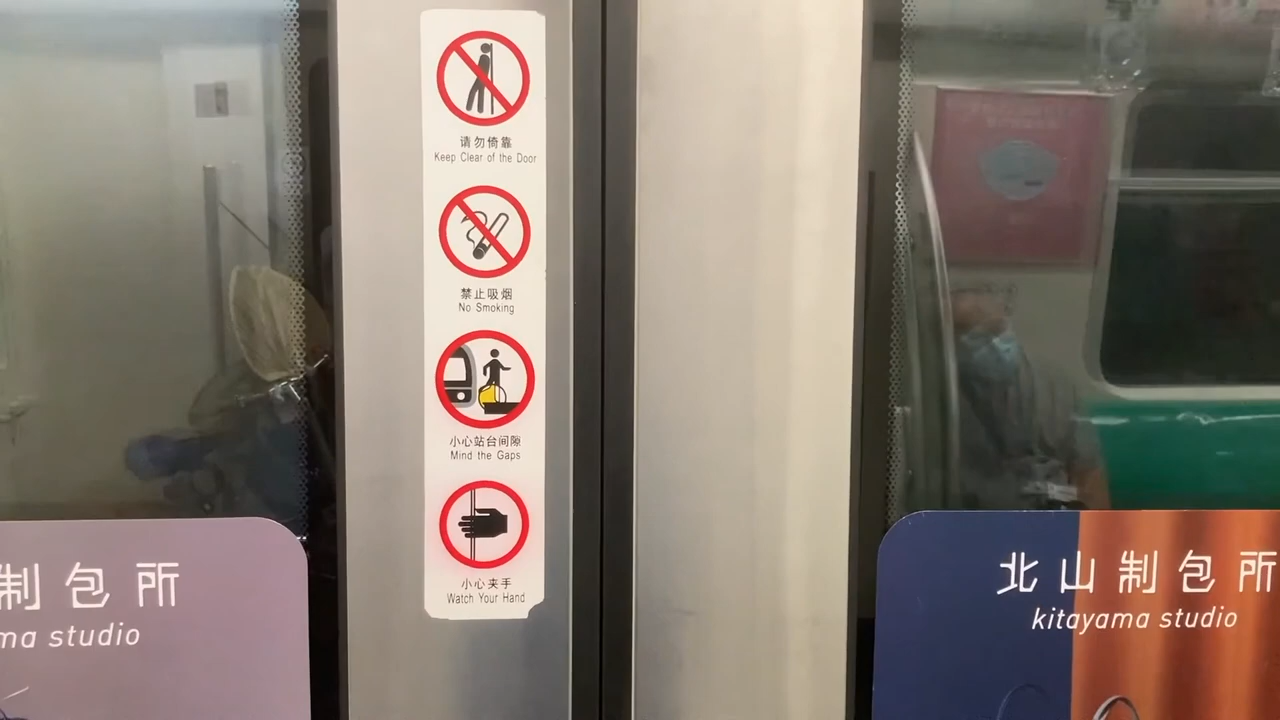 请勿倚靠
Keep Clear of the Door
禁止吸烟
No Smoking
小心站台间隙
Mind the Gaps
小心夹手
Watch Your Hand
制包所
ma studio
北山制包所
kitayama studio